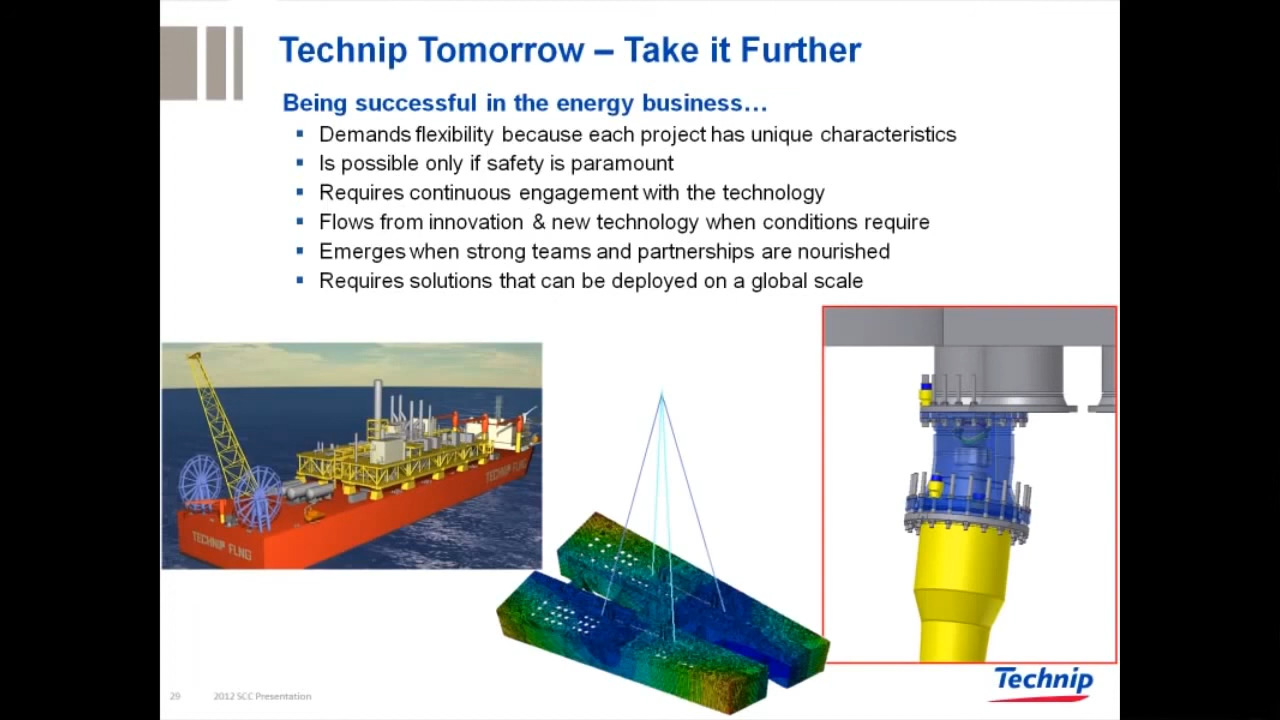 Technip Tomorrow – Take it Further
Being successful in the energy business…
▪ Demands flexibility because each project has unique characteristics
▪ Is possible only if safety is paramount
▪ Requires continuous engagement with the technology
▪ Flows from innovation & new technology when conditions require
▪ Emerges when strong teams and partnerships are nourished
▪ Requires solutions that can be deployed on a global scale
TECHNIP FLNG
TECHNIP FLNG
Technip
29 2012 SCC Presentation